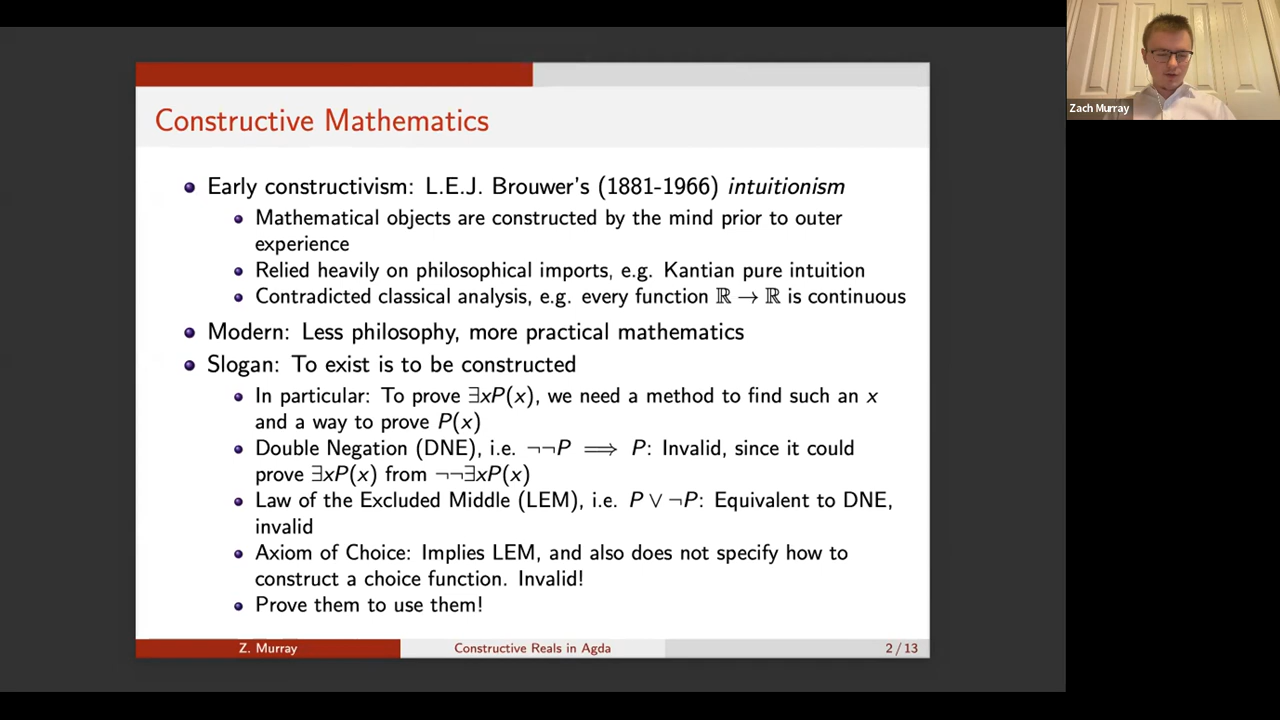 Constructive Mathematics
Early constructivism: L.E.J. Brouwer's (1881-1966) intuitionism
Mathematical objects are constructed by the mind prior to outer
experience
Relied heavily on philosophical imports, e.g. Kantian pure intuition
Contradicted classical analysis, e.g. every function ℝ → ℝ is continuous
Modern: Less philosophy, more practical mathematics
Slogan: To exist is to be constructed
In particular: To prove ∃xP(x), we need a method to find such an x
and a way to prove P(x)
Double Negation (DNE), i.e. ¬¬P ⟹ P: Invalid, since it could
prove ∃xP(x) from ¬¬∃xP(x)
Law of the Excluded Middle (LEM), i.e. P ∨ ¬P: Equivalent to DNE,
invalid
Axiom of Choice: Implies LEM, and also does not specify how to
construct a choice function. Invalid!
Prove them to use them!
Z. Murray
Constructive Reals in Agda
2 / 13
Zach Murray